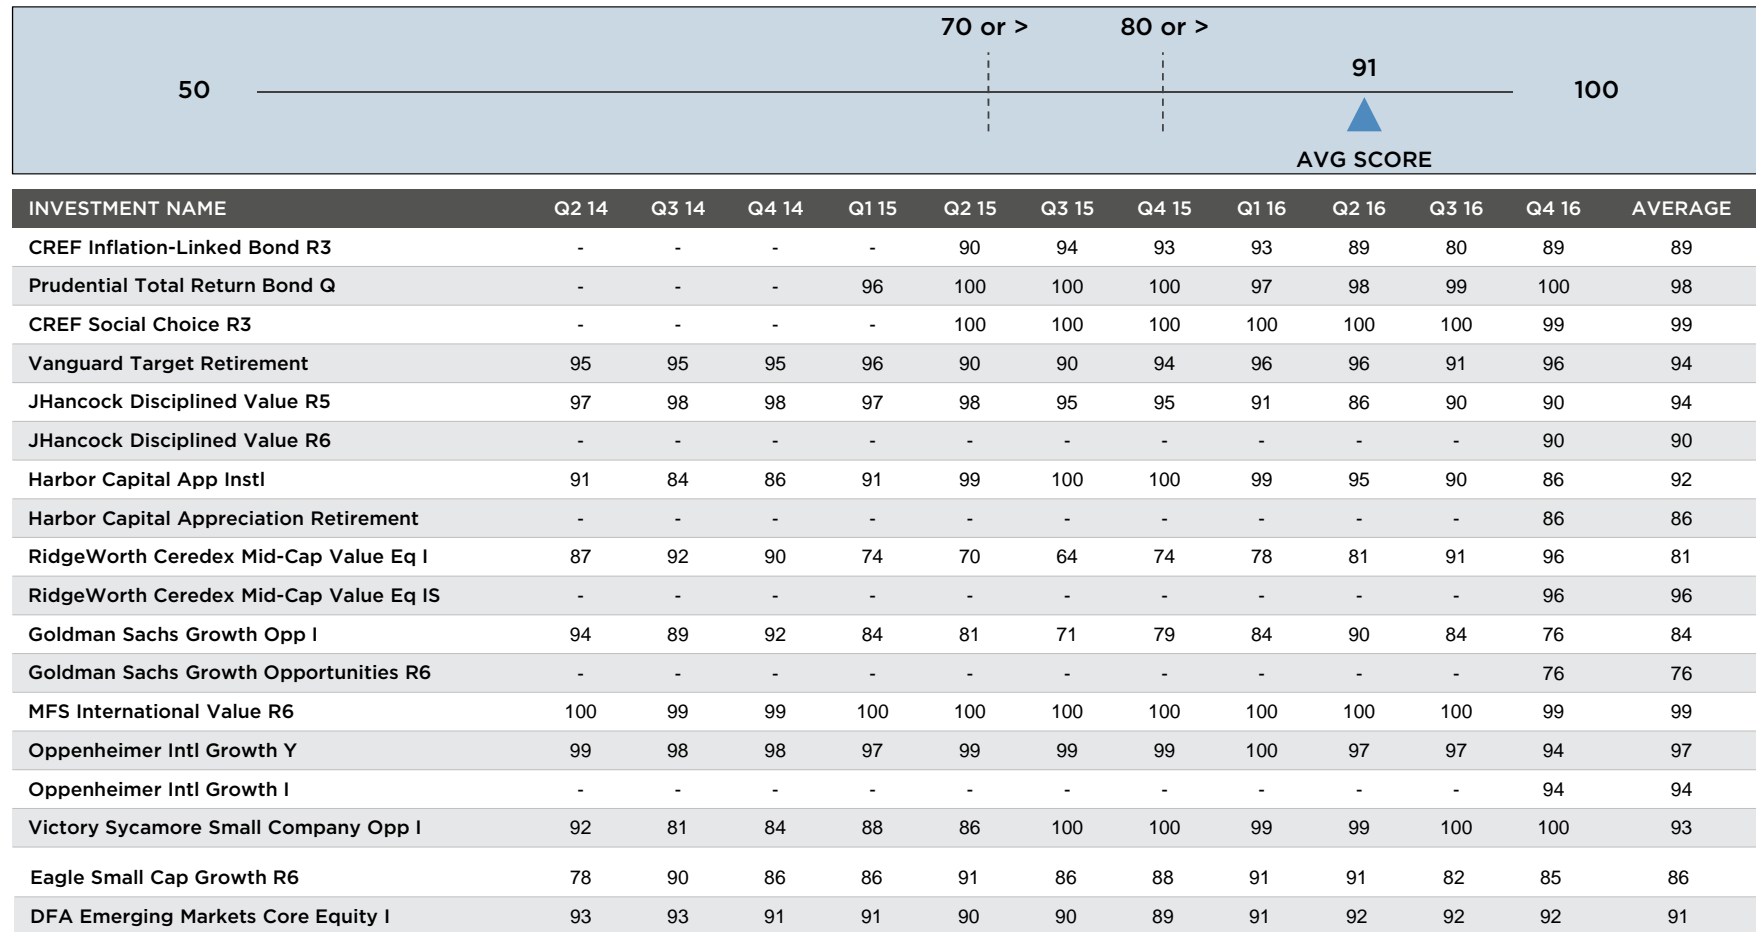 70 or > 80 or >
91
50 100
AVG SCORE
INVESTMENT NAME Q2 14 Q3 14 Q4 14 Q1 15 Q2 15 Q3 15 Q4 15 Q1 16 Q2 16 Q3 16 Q4 16 AVERAGE
CREF Inflation-Linked Bond R3 - - - - 90 94 93 93 89 80 89 89
Prudential Total Return Bond Q - - - 96 100 100 100 97 98 99 100 98
CREF Social Choice R3 - - - - 100 100 100 100 100 100 99 99
Vanguard Target Retirement 95 95 95 96 90 90 94 96 96 91 96 94
JHancock Disciplined Value R5 97 98 98 97 98 95 95 91 86 90 90 94
JHancock Disciplined Value R6 - - - - - - - - - - 90 90
Harbor Capital App Instl 91 84 86 91 99 100 100 99 95 90 86 92
Harbor Capital Appreciation Retirement - - - - - - - - - - 86 86
RidgeWorth Ceredex Mid-Cap Value Eq I 87 92 90 74 70 64 74 78 81 91 96 81
RidgeWorth Ceredex Mid-Cap Value Eq IS - - - - - - - - - - 96 96
Goldman Sachs Growth Opp I 94 89 92 84 81 71 79 84 90 84 76 84
Goldman Sachs Growth Opportunities R6 - - - - - - - - - - 76 76
MFS International Value R6 100 99 99 100 100 100 100 100 100 100 99 99
Oppenheimer Intl Growth Y 99 98 98 97 99 99 99 100 97 97 94 97
Oppenheimer Intl Growth I - - - - - - - - - - 94 94
Victory Sycamore Small Company Opp I 92 81 84 88 86 100 100 99 99 100 100 93
Eagle Small Cap Growth R6 78 90 86 86 91 86 88 91 91 82 85 86
DFA Emerging Markets Core Equity I 93 93 91 91 90 90 89 91 92 92 92 91